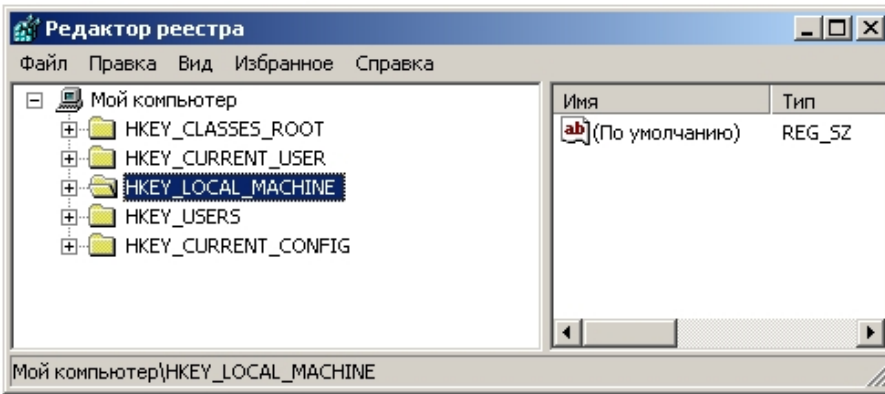 Редактор реестра
Файл Правка Вид Избранное Справка
Мой компьютер
HKEY_CLASSES_ROOT
HKEY_CURRENT_USER
HKEY_LOCAL_MACHINE
HKEY_USERS
HKEY_CURRENT_CONFIG
Имя Тип
ab (По умолчанию) REG_SZ
Мой компьютер\HKEY_LOCAL_MACHINE